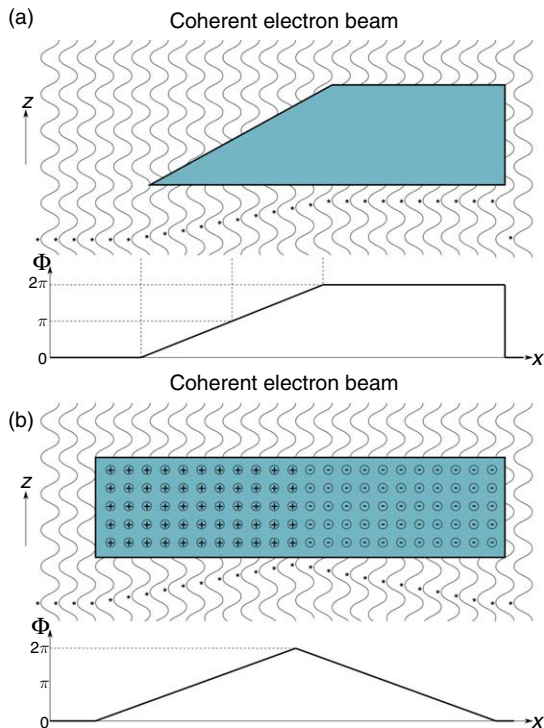 (a)
Coherent electron beam
z
Φ
2π
π
0
x
Coherent electron beam
(b)
z
Φ
2π
π
0
x